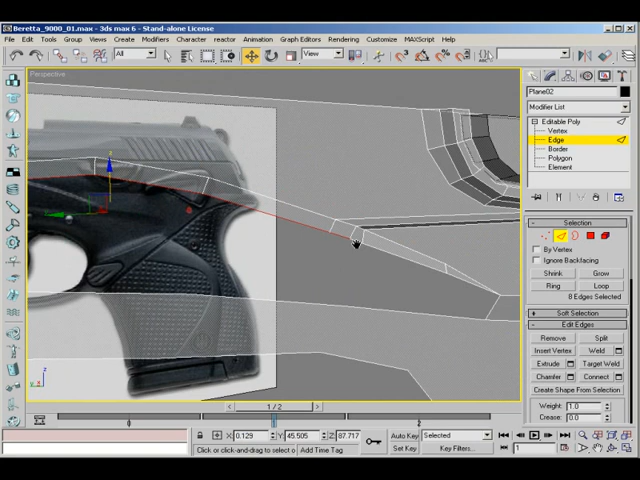 Beretta_9000_01.max - 3ds max 6 - Stand-alone License
File Edit Tools Group Views Create Modifiers Character reactor Animation Graph Editors Rendering Customize MAXScript Help
All View
Perspective
Plane02
Modifier List
Editable Poly
Vertex
Edge
Border
Polygon
Element
Selection
By Vertex
Ignore Backfacing
Shrink Grow
Ring Loop
8 Edges Selected
Soft Selection
Edit Edges
Remove Split
Insert Vertex Weld
Extrude Target Weld
Chamfer Connect
Create Shape From Selection
Weight: 1.0
Crease: 0.0
1 / 2
0 1 2
X: 0.129 Y: 45.505 Z: 87.717
Auto Key Selected
Set Key Key Filters...
Click or click-and-drag to select o Add Time Tag
1